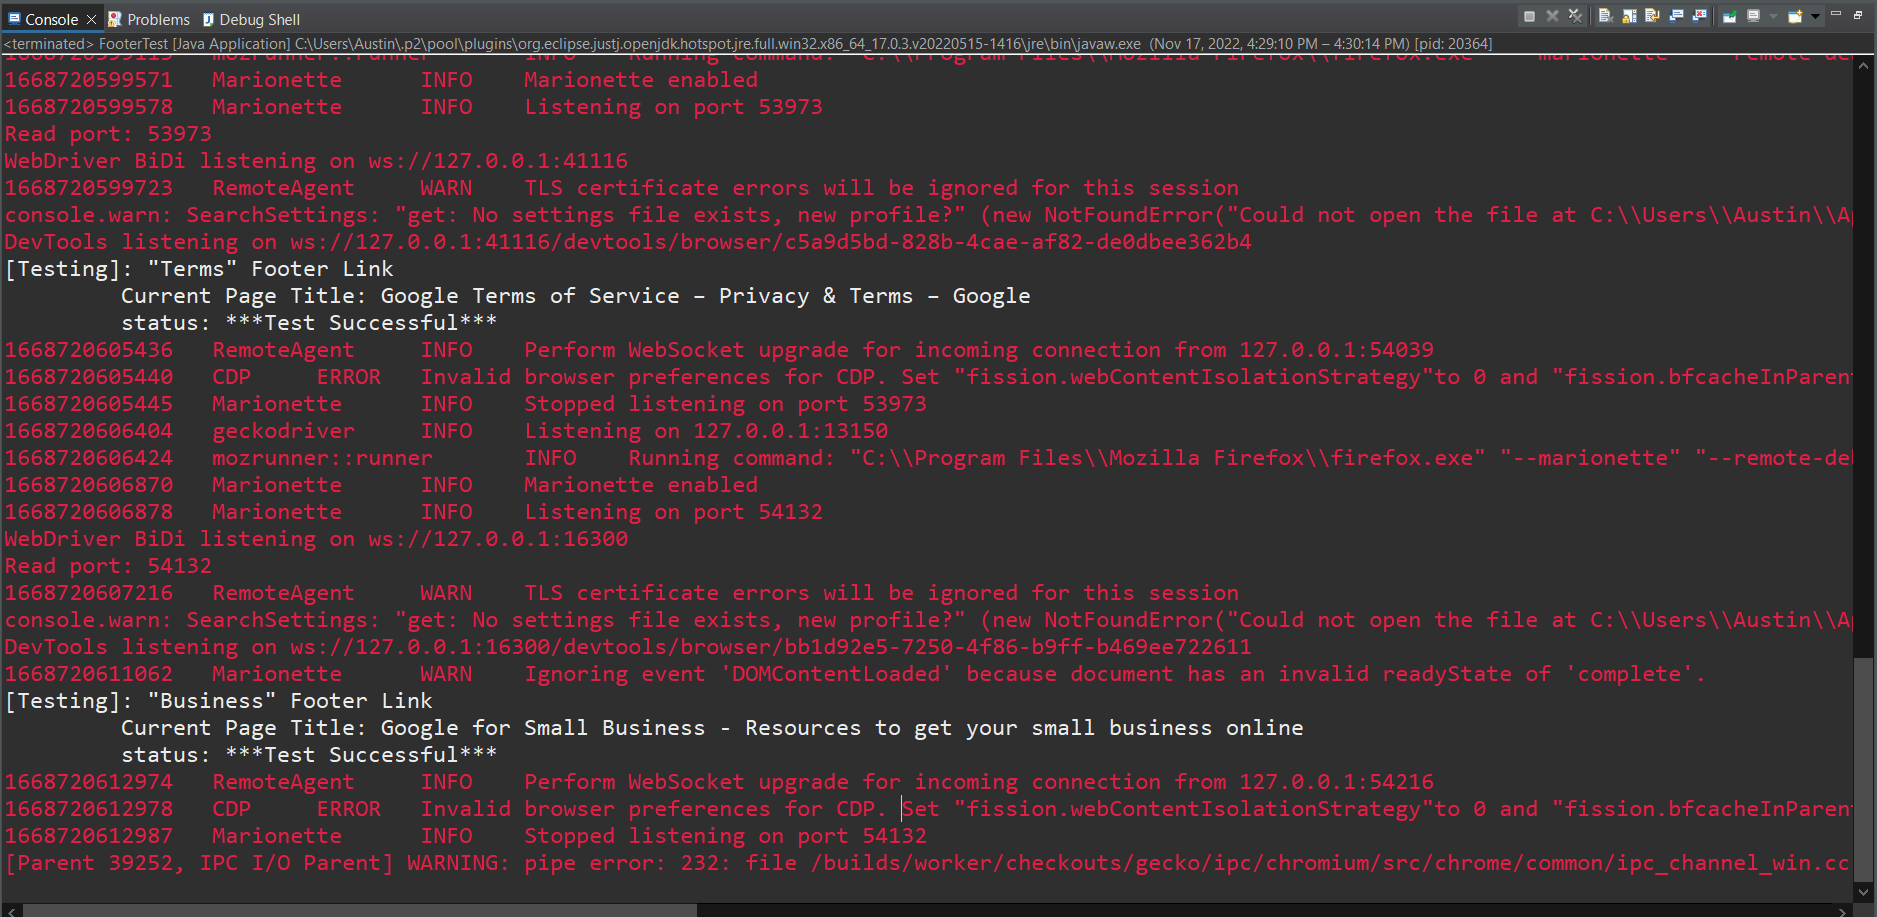 Console Problems Debug Shell
<terminated> FooterTest [Java Application] C:\Users\Austin\.p2\pool\plugins\org.eclipse.justj.openjdk.hotspot.jre.full.win32.x86_64_17.0.3.v20220515-1416\jre\bin\javaw.exe (Nov 17, 2022, 4:29:10 PM – 4:30:14 PM) [pid: 20364]
1668720599115 mozrunner::runner INFO Running command: "C:\\Program Files\\Mozilla Firefox\\firefox.exe" "--marionette" "--remote-de
1668720599571 Marionette INFO Marionette enabled
1668720599578 Marionette INFO Listening on port 53973
Read port: 53973
WebDriver BiDi listening on ws://127.0.0.1:41116
1668720599723 RemoteAgent WARN TLS certificate errors will be ignored for this session
console.warn: SearchSettings: "get: No settings file exists, new profile?" (new NotFoundError("Could not open the file at C:\\Users\\Austin\\A
DevTools listening on ws://127.0.0.1:41116/devtools/browser/c5a9d5bd-828b-4cae-af82-de0dbee362b4
[Testing]: "Terms" Footer Link
Current Page Title: Google Terms of Service – Privacy & Terms – Google
status: ***Test Successful***
1668720605436 RemoteAgent INFO Perform WebSocket upgrade for incoming connection from 127.0.0.1:54039
1668720605440 CDP ERROR Invalid browser preferences for CDP. Set "fission.webContentIsolationStrategy"to 0 and "fission.bfcacheInParen
1668720605445 Marionette INFO Stopped listening on port 53973
1668720606404 geckodriver INFO Listening on 127.0.0.1:13150
1668720606424 mozrunner::runner INFO Running command: "C:\\Program Files\\Mozilla Firefox\\firefox.exe" "--marionette" "--remote-de
1668720606870 Marionette INFO Marionette enabled
1668720606878 Marionette INFO Listening on port 54132
WebDriver BiDi listening on ws://127.0.0.1:16300
Read port: 54132
1668720607216 RemoteAgent WARN TLS certificate errors will be ignored for this session
console.warn: SearchSettings: "get: No settings file exists, new profile?" (new NotFoundError("Could not open the file at C:\\Users\\Austin\\A
DevTools listening on ws://127.0.0.1:16300/devtools/browser/bb1d92e5-7250-4f86-b9ff-b469ee722611
1668720611062 Marionette WARN Ignoring event 'DOMContentLoaded' because document has an invalid readyState of 'complete'.
[Testing]: "Business" Footer Link
Current Page Title: Google for Small Business - Resources to get your small business online
status: ***Test Successful***
1668720612974 RemoteAgent INFO Perform WebSocket upgrade for incoming connection from 127.0.0.1:54216
1668720612978 CDP ERROR Invalid browser preferences for CDP. Set "fission.webContentIsolationStrategy"to 0 and "fission.bfcacheInParen
1668720612987 Marionette INFO Stopped listening on port 54132
[Parent 39252, IPC I/O Parent] WARNING: pipe error: 232: file /builds/worker/checkouts/gecko/ipc/chromium/src/chrome/common/ipc_channel_win.cc